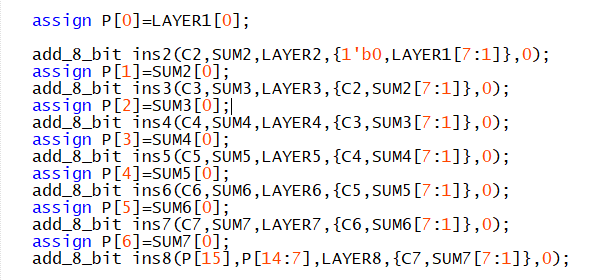 assign P[0]=LAYER1[0];
add_8_bit ins2(C2,SUM2,LAYER2,{1'b0,LAYER1[7:1]},0);
assign P[1]=SUM2[0];
add_8_bit ins3(C3,SUM3,LAYER3,{C2,SUM2[7:1]},0);
assign P[2]=SUM3[0];
add_8_bit ins4(C4,SUM4,LAYER4,{C3,SUM3[7:1]},0);
assign P[3]=SUM4[0];
add_8_bit ins5(C5,SUM5,LAYER5,{C4,SUM4[7:1]},0);
assign P[4]=SUM5[0];
add_8_bit ins6(C6,SUM6,LAYER6,{C5,SUM5[7:1]},0);
assign P[5]=SUM6[0];
add_8_bit ins7(C7,SUM7,LAYER7,{C6,SUM6[7:1]},0);
assign P[6]=SUM7[0];
add_8_bit ins8(P[15],P[14:7],LAYER8,{C7,SUM7[7:1]},0);